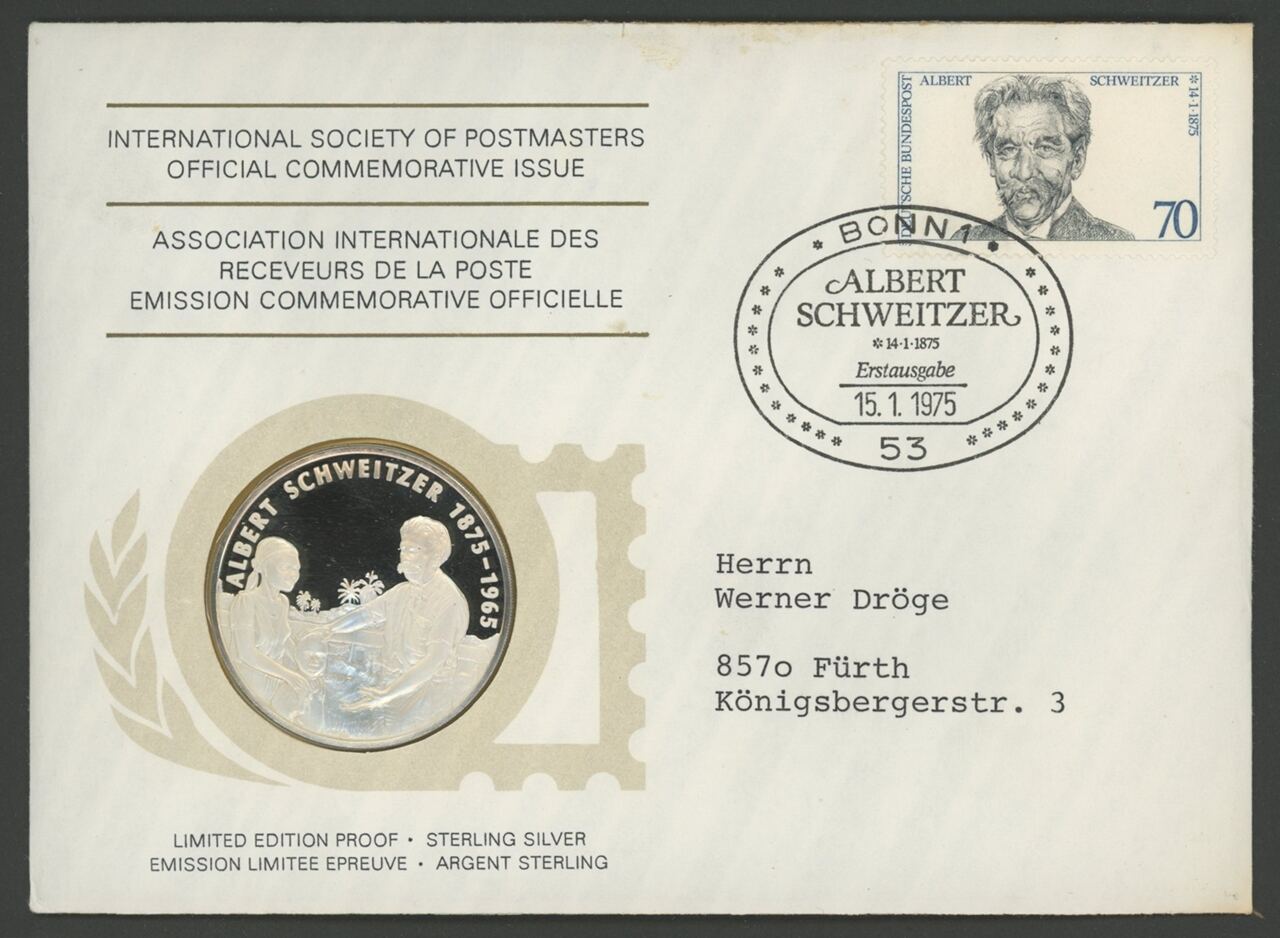 INTERNATIONAL SOCIETY OF POSTMASTERS
OFFICIAL COMMEMORATIVE ISSUE
ASSOCIATION INTERNATIONALE DES
RECEVEURS DE LA POSTE
EMISSION COMMEMORATIVE OFFICIELLE
ALBERT SCHWEITZER 1875-1965
LIMITED EDITION PROOF · STERLING SILVER
EMISSION LIMITEE EPREUVE · ARGENT STERLING
DEUTSCHE BUNDESPOST
ALBERT SCHWEITZER
*14·1·1875
70
* BONN 1 *
ALBERT
SCHWEITZER
*14·1·1875
Erstausgabe
15.1.1975
53
Herrn
Werner Dröge
857o Fürth
Königsbergerstr. 3